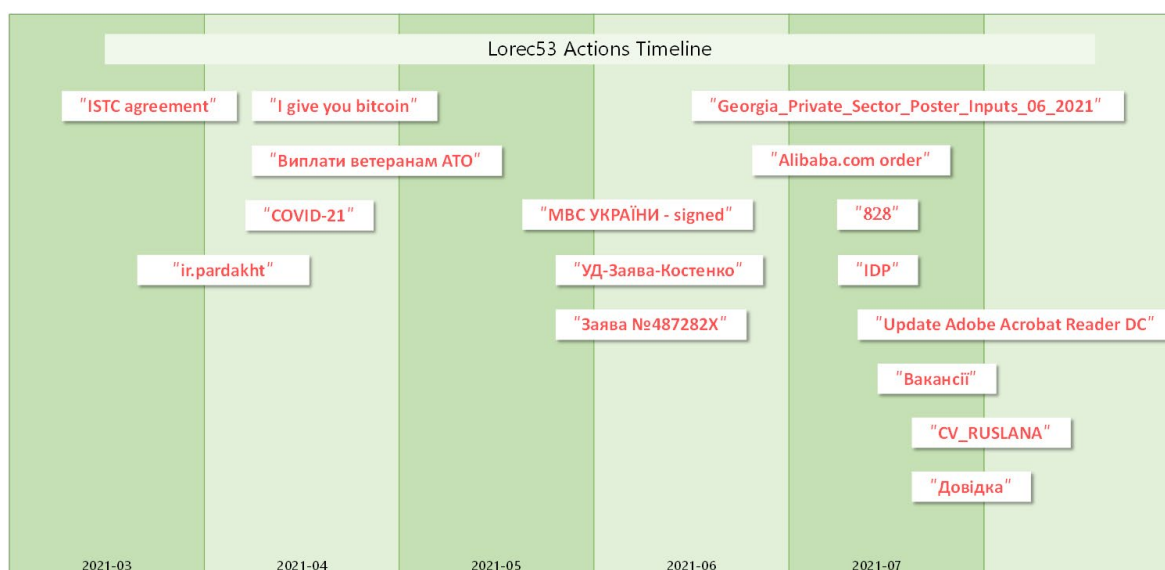 Lorec53 Actions Timeline
"ISTC agreement"
"I give you bitcoin"
"Georgia_Private_Sector_Poster_Inputs_06_2021"
"Виплати ветеранам АТО"
"Alibaba.com order"
"COVID-21"
"МВС УКРАЇНИ - signed"
"828"
"ir.pardakht"
"УД-Заява-Костенко"
"IDP"
"Заява №487282X"
"Update Adobe Acrobat Reader DC"
"Вакансії"
"CV_RUSLANA"
"Довідка"
2021-03
2021-04
2021-05
2021-06
2021-07